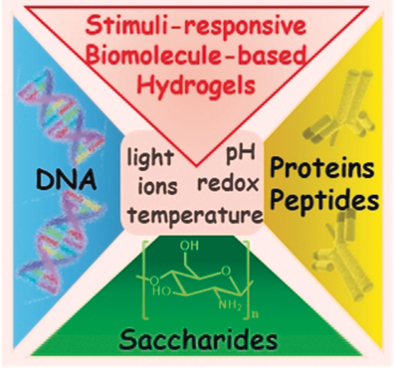 Stimuli-responsive
Biomolecule-based
Hydrogels
DNA
light pH
ions redox
temperature
Proteins
Peptides
OH
O
O
HO
NH₂
n
Saccharides